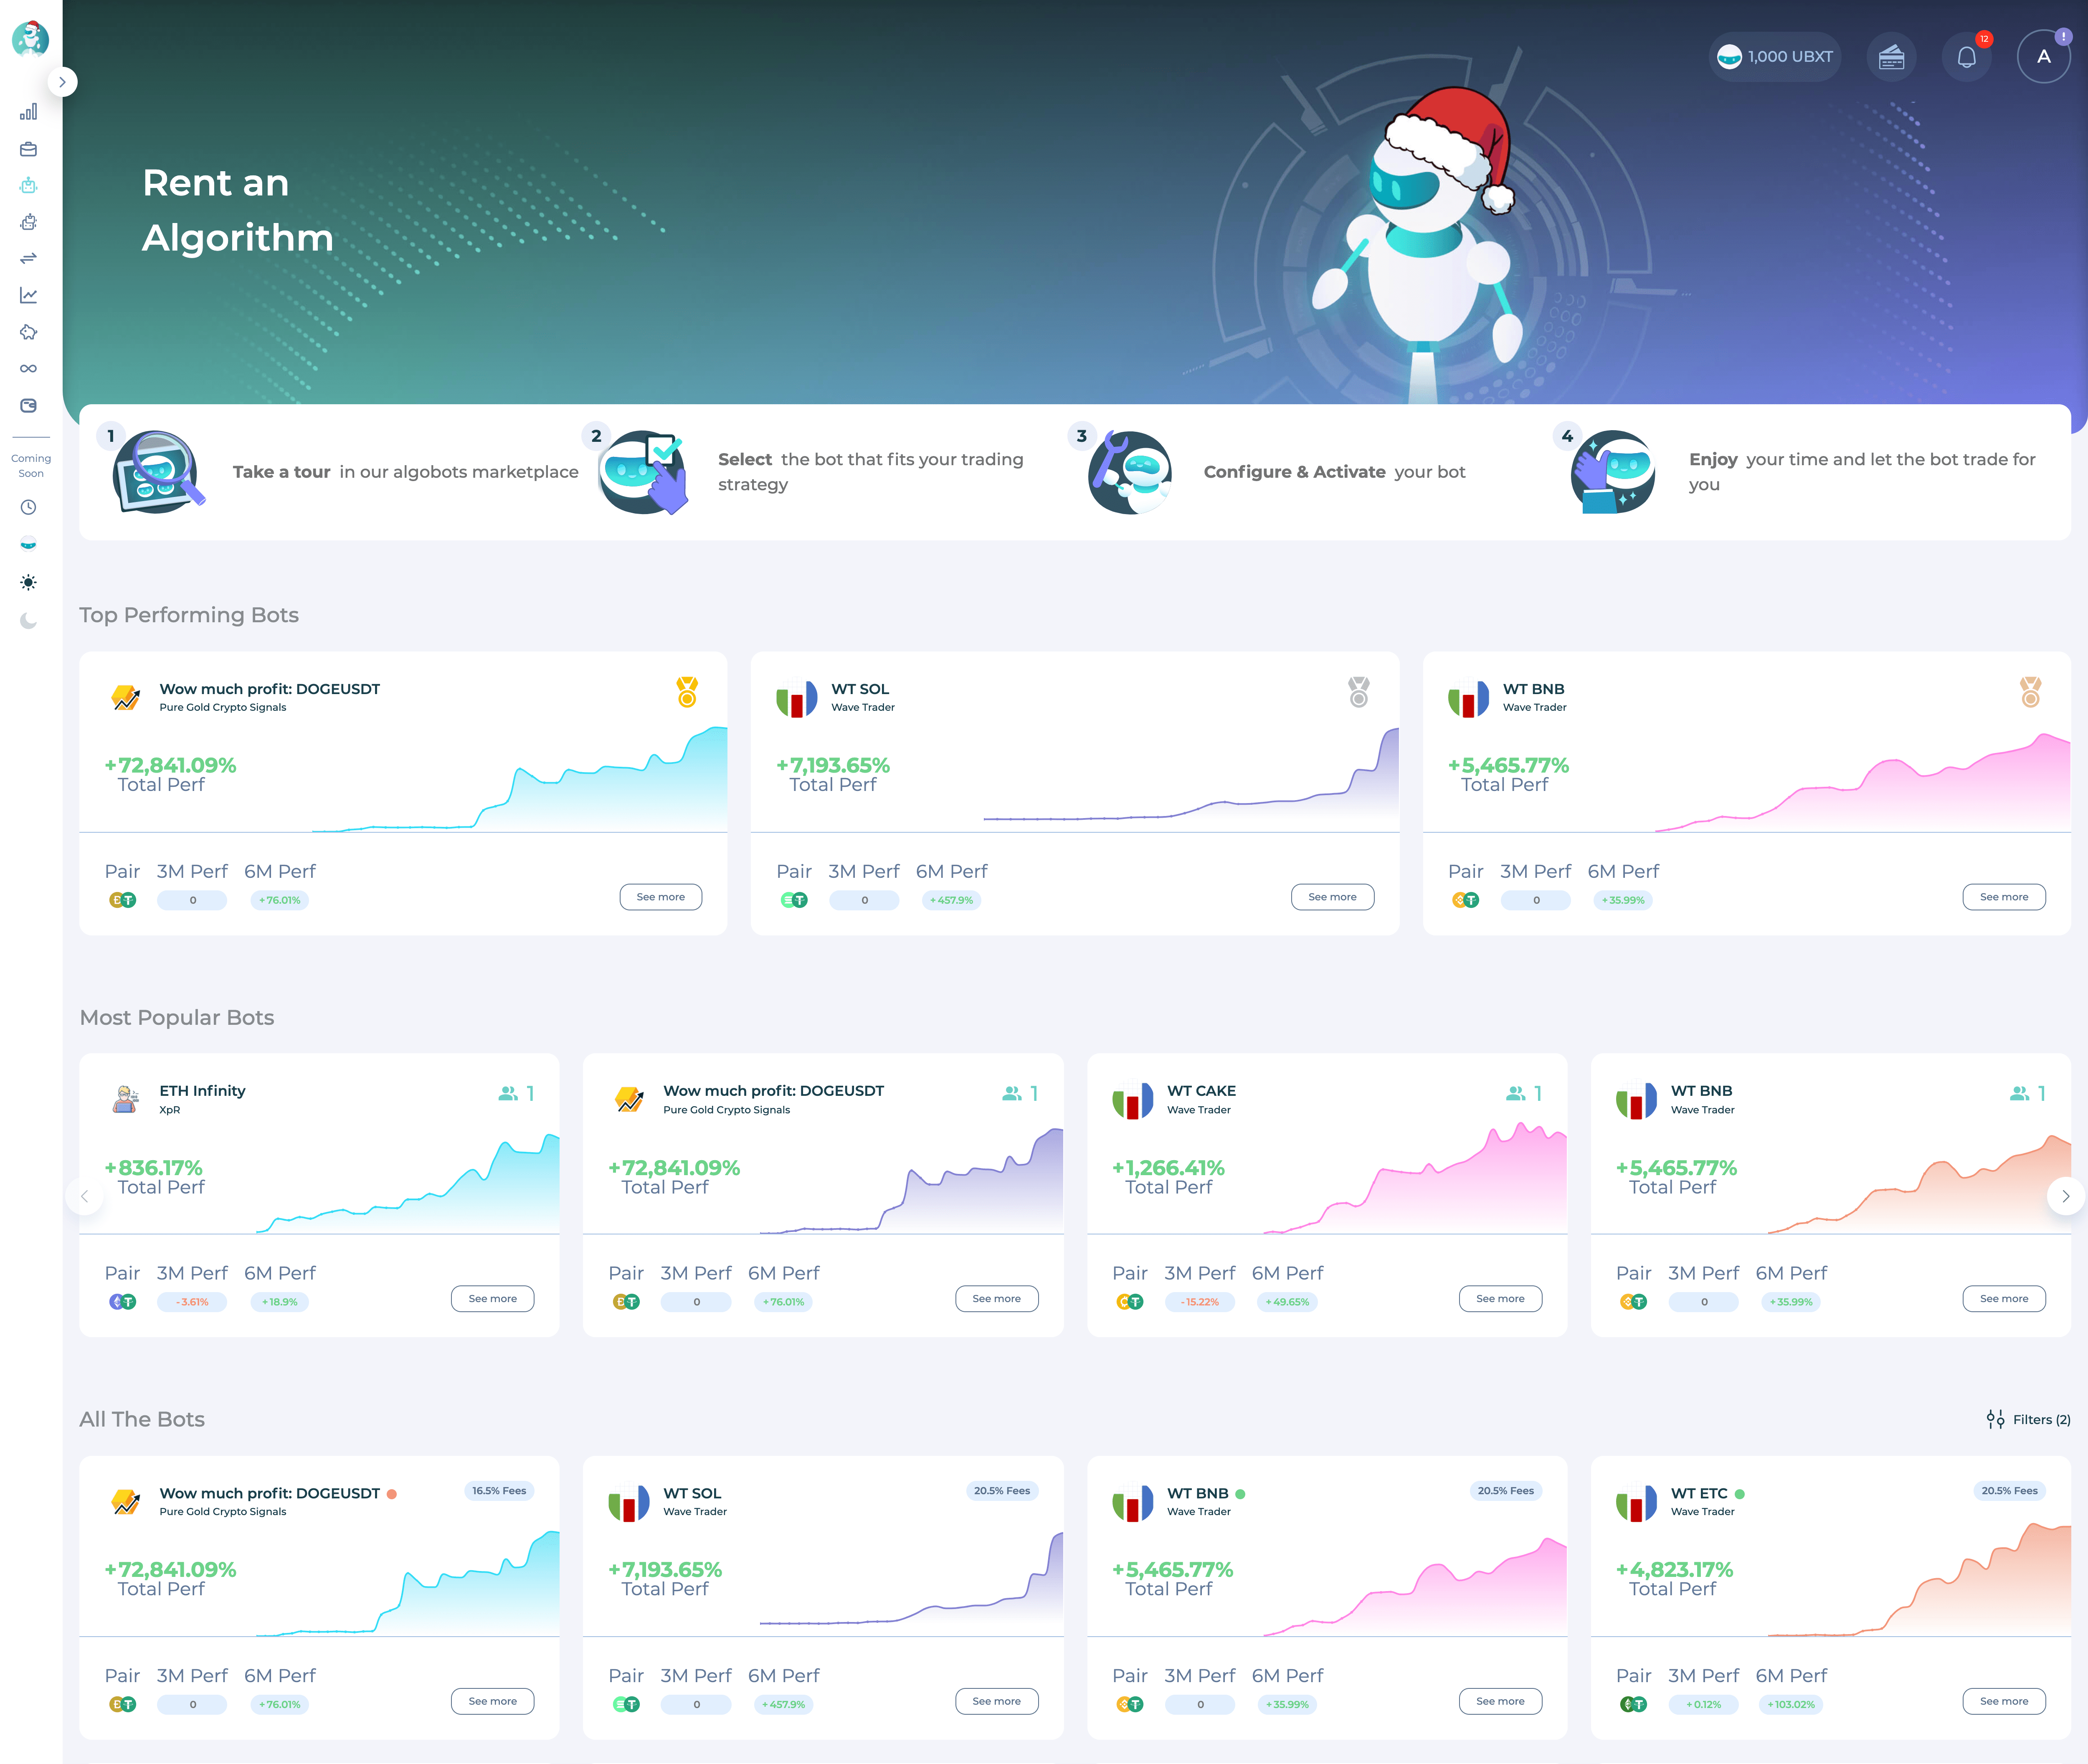 1,000 UBXT
12
A
!
Rent an
Algorithm
Coming
Soon
1
Take a tour in our algobots marketplace
2
Select the bot that fits your trading
strategy
3
Configure & Activate your bot
4
Enjoy your time and let the bot trade for
you
Top Performing Bots
Wow much profit: DOGEUSDT
Pure Gold Crypto Signals
+72,841.09%
Total Perf
Pair 3M Perf 6M Perf
0 +76.01%
See more
WT SOL
Wave Trader
+7,193.65%
Total Perf
Pair 3M Perf 6M Perf
0 +457.9%
See more
WT BNB
Wave Trader
+5,465.77%
Total Perf
Pair 3M Perf 6M Perf
0 +35.99%
See more
Most Popular Bots
ETH Infinity
XpR
1
+836.17%
Total Perf
Pair 3M Perf 6M Perf
-3.61% +18.9%
See more
Wow much profit: DOGEUSDT
Pure Gold Crypto Signals
1
+72,841.09%
Total Perf
Pair 3M Perf 6M Perf
0 +76.01%
See more
WT CAKE
Wave Trader
1
+1,266.41%
Total Perf
Pair 3M Perf 6M Perf
-15.22% +49.65%
See more
WT BNB
Wave Trader
1
+5,465.77%
Total Perf
Pair 3M Perf 6M Perf
0 +35.99%
See more
All The Bots
Filters (2)
Wow much profit: DOGEUSDT
Pure Gold Crypto Signals
16.5% Fees
+72,841.09%
Total Perf
Pair 3M Perf 6M Perf
0 +76.01%
See more
WT SOL
Wave Trader
20.5% Fees
+7,193.65%
Total Perf
Pair 3M Perf 6M Perf
0 +457.9%
See more
WT BNB
Wave Trader
20.5% Fees
+5,465.77%
Total Perf
Pair 3M Perf 6M Perf
0 +35.99%
See more
WT ETC
Wave Trader
20.5% Fees
+4,823.17%
Total Perf
Pair 3M Perf 6M Perf
+0.12% +103.02%
See more